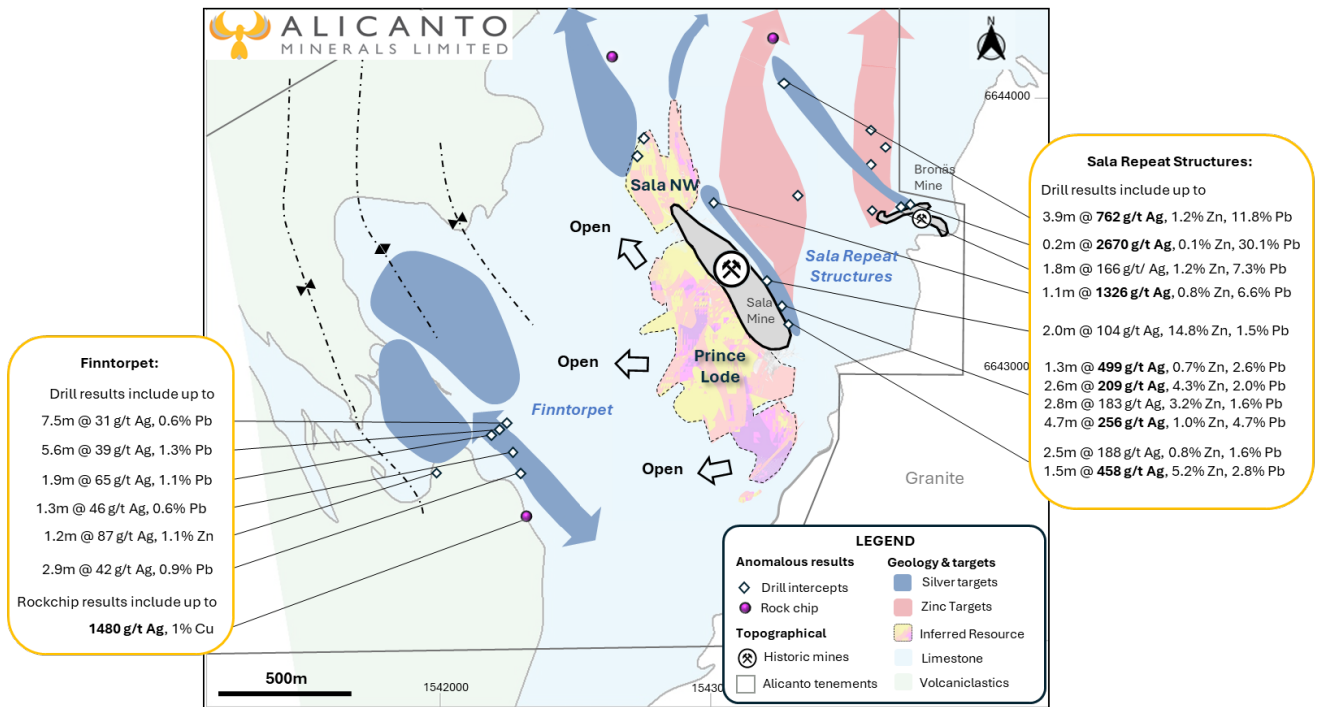 ALICANTO
MINERALS LIMITED
N
6644000
Bronäs
Mine
Sala NW
Open
Sala Repeat
Structures
Sala
Mine
Open
Prince
Lode
6643000
Finntorpet
Open
Granite
500m
1542000
15430
Finntorpet:
Drill results include up to
7.5m @ 31 g/t Ag, 0.6% Pb
5.6m @ 39 g/t Ag, 1.3% Pb
1.9m @ 65 g/t Ag, 1.1% Pb
1.3m @ 46 g/t Ag, 0.6% Pb
1.2m @ 87 g/t Ag, 1.1% Zn
2.9m @ 42 g/t Ag, 0.9% Pb
Rockchip results include up to
1480 g/t Ag, 1% Cu
Sala Repeat Structures:
Drill results include up to
3.9m @ 762 g/t Ag, 1.2% Zn, 11.8% Pb
0.2m @ 2670 g/t Ag, 0.1% Zn, 30.1% Pb
1.8m @ 166 g/t/ Ag, 1.2% Zn, 7.3% Pb
1.1m @ 1326 g/t Ag, 0.8% Zn, 6.6% Pb
2.0m @ 104 g/t Ag, 14.8% Zn, 1.5% Pb
1.3m @ 499 g/t Ag, 0.7% Zn, 2.6% Pb
2.6m @ 209 g/t Ag, 4.3% Zn, 2.0% Pb
2.8m @ 183 g/t Ag, 3.2% Zn, 1.6% Pb
4.7m @ 256 g/t Ag, 1.0% Zn, 4.7% Pb
2.5m @ 188 g/t Ag, 0.8% Zn, 1.6% Pb
1.5m @ 458 g/t Ag, 5.2% Zn, 2.8% Pb
LEGEND
Anomalous results
Drill intercepts
Rock chip
Topographical
Historic mines
Alicanto tenements
Geology & targets
Silver targets
Zinc Targets
Inferred Resource
Limestone
Volcaniclastics